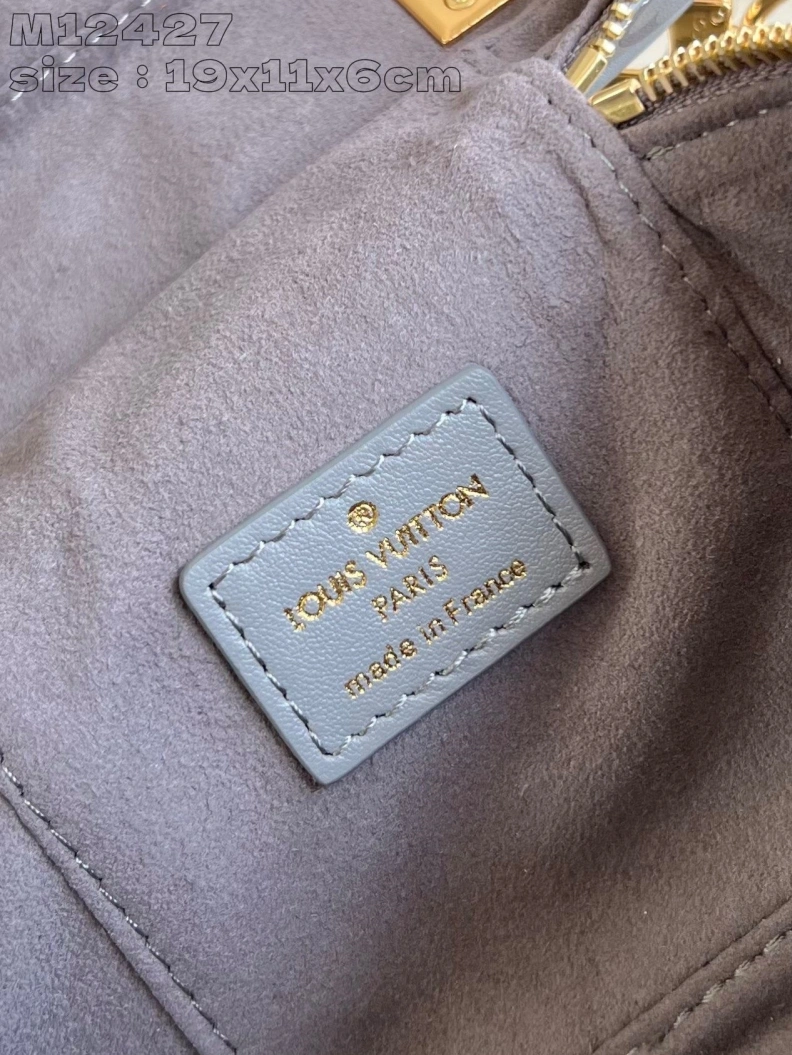 M12427
size : 19x11x6cm
®
LOUIS VUITTON
PARIS
made in France